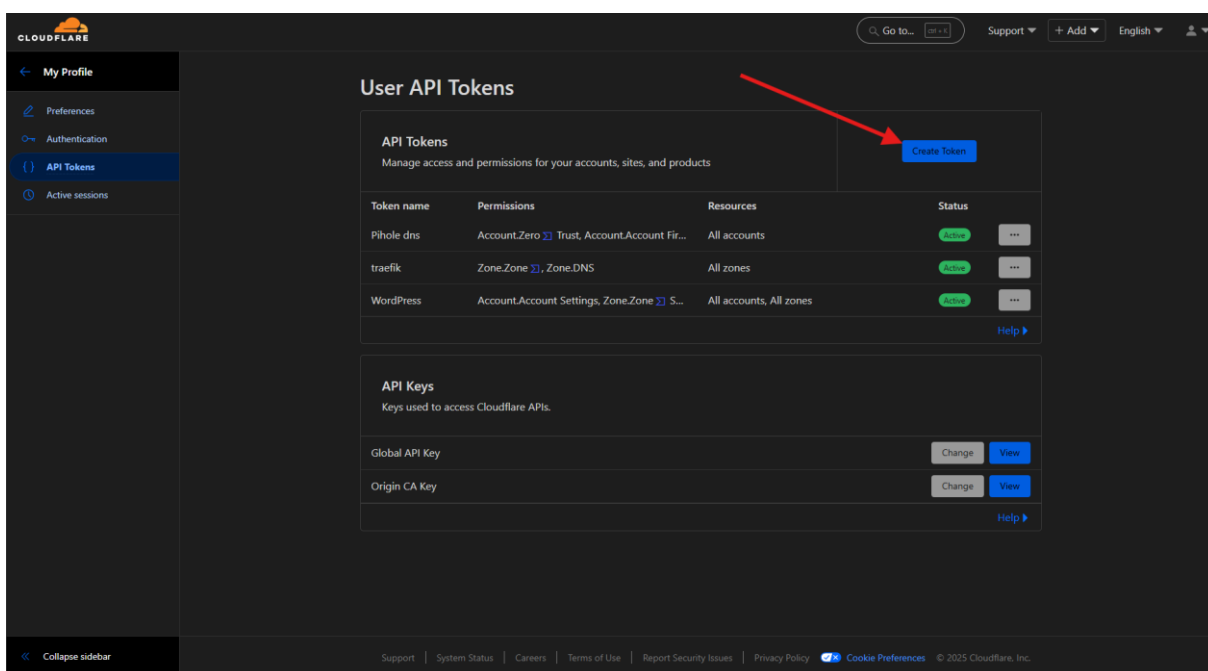 CLOUDFLARE
Go to... ctrl + K
Support
+ Add
English
My Profile
Preferences
Authentication
API Tokens
Active sessions
User API Tokens
API Tokens
Manage access and permissions for your accounts, sites, and products
Create Token
Token name Permissions Resources Status
Pihole dns Account.Zero Trust, Account.Account Fir... All accounts Active ...
traefik Zone.Zone , Zone.DNS All zones Active ...
WordPress Account.Account Settings, Zone.Zone S... All accounts, All zones Active ...
Help
API Keys
Keys used to access Cloudflare APIs.
Global API Key Change View
Origin CA Key Change View
Help
Collapse sidebar
Support | System Status | Careers | Terms of Use | Report Security Issues | Privacy Policy Cookie Preferences © 2025 Cloudflare, Inc.